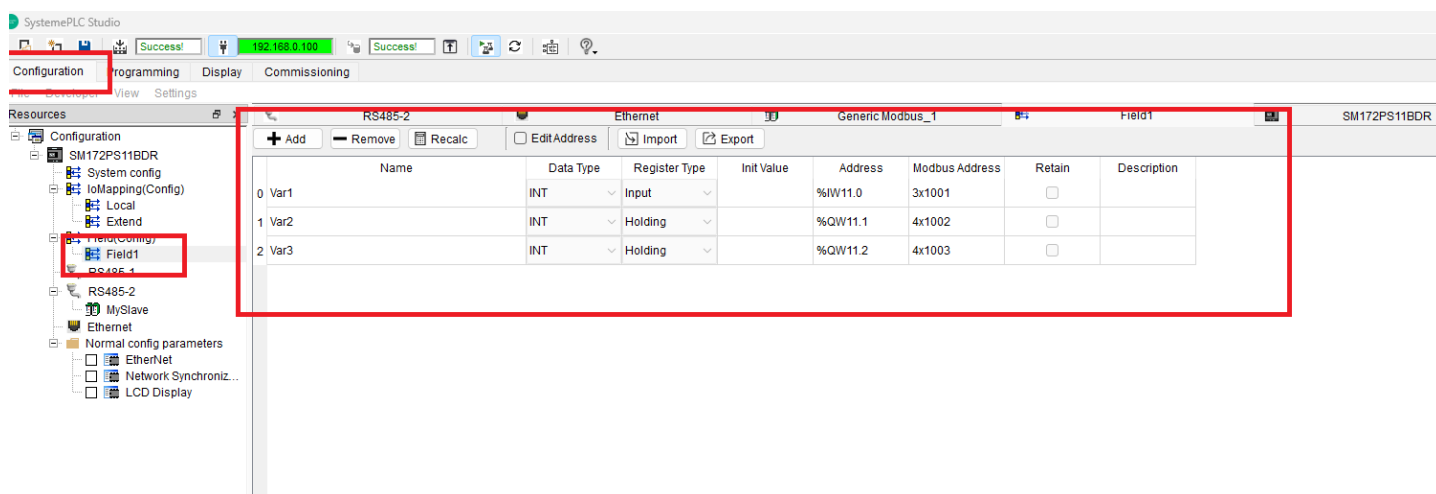 SystemePLC Studio
Success! 192.168.0.100 Success!
Configuration Programming Display Commissioning
File Developer View Settings
Resources RS485-2 Ethernet Generic Modbus_1 Field1 SM172PS11BDR
Configuration Add Remove Recalc Edit Address Import Export
SM172PS11BDR
Name Data Type Register Type Init Value Address Modbus Address Retain Description
System config
IoMapping(Config)
0 Var1 INT Input %IW11.0 3x1001
Local
Extend
1 Var2 INT Holding %QW11.1 4x1002
Field(Config)
Field1
2 Var3 INT Holding %QW11.2 4x1003
RS485-1
RS485-2
MySlave
Ethernet
Normal config parameters
EtherNet
Network Synchroniz...
LCD Display